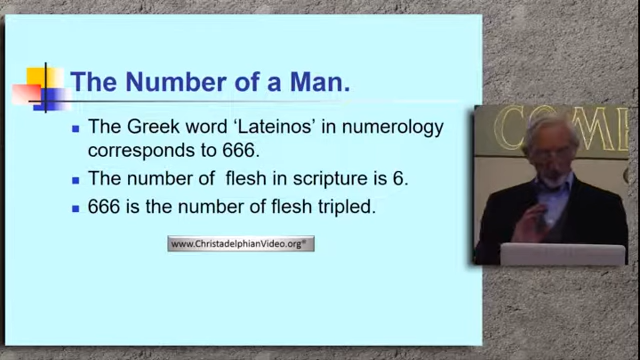 The Number of a Man.
The Greek word ‘Lateinos’ in numerology
corresponds to 666.
The number of flesh in scripture is 6.
666 is the number of flesh tripled.
www.ChristadelphianVideo.org®